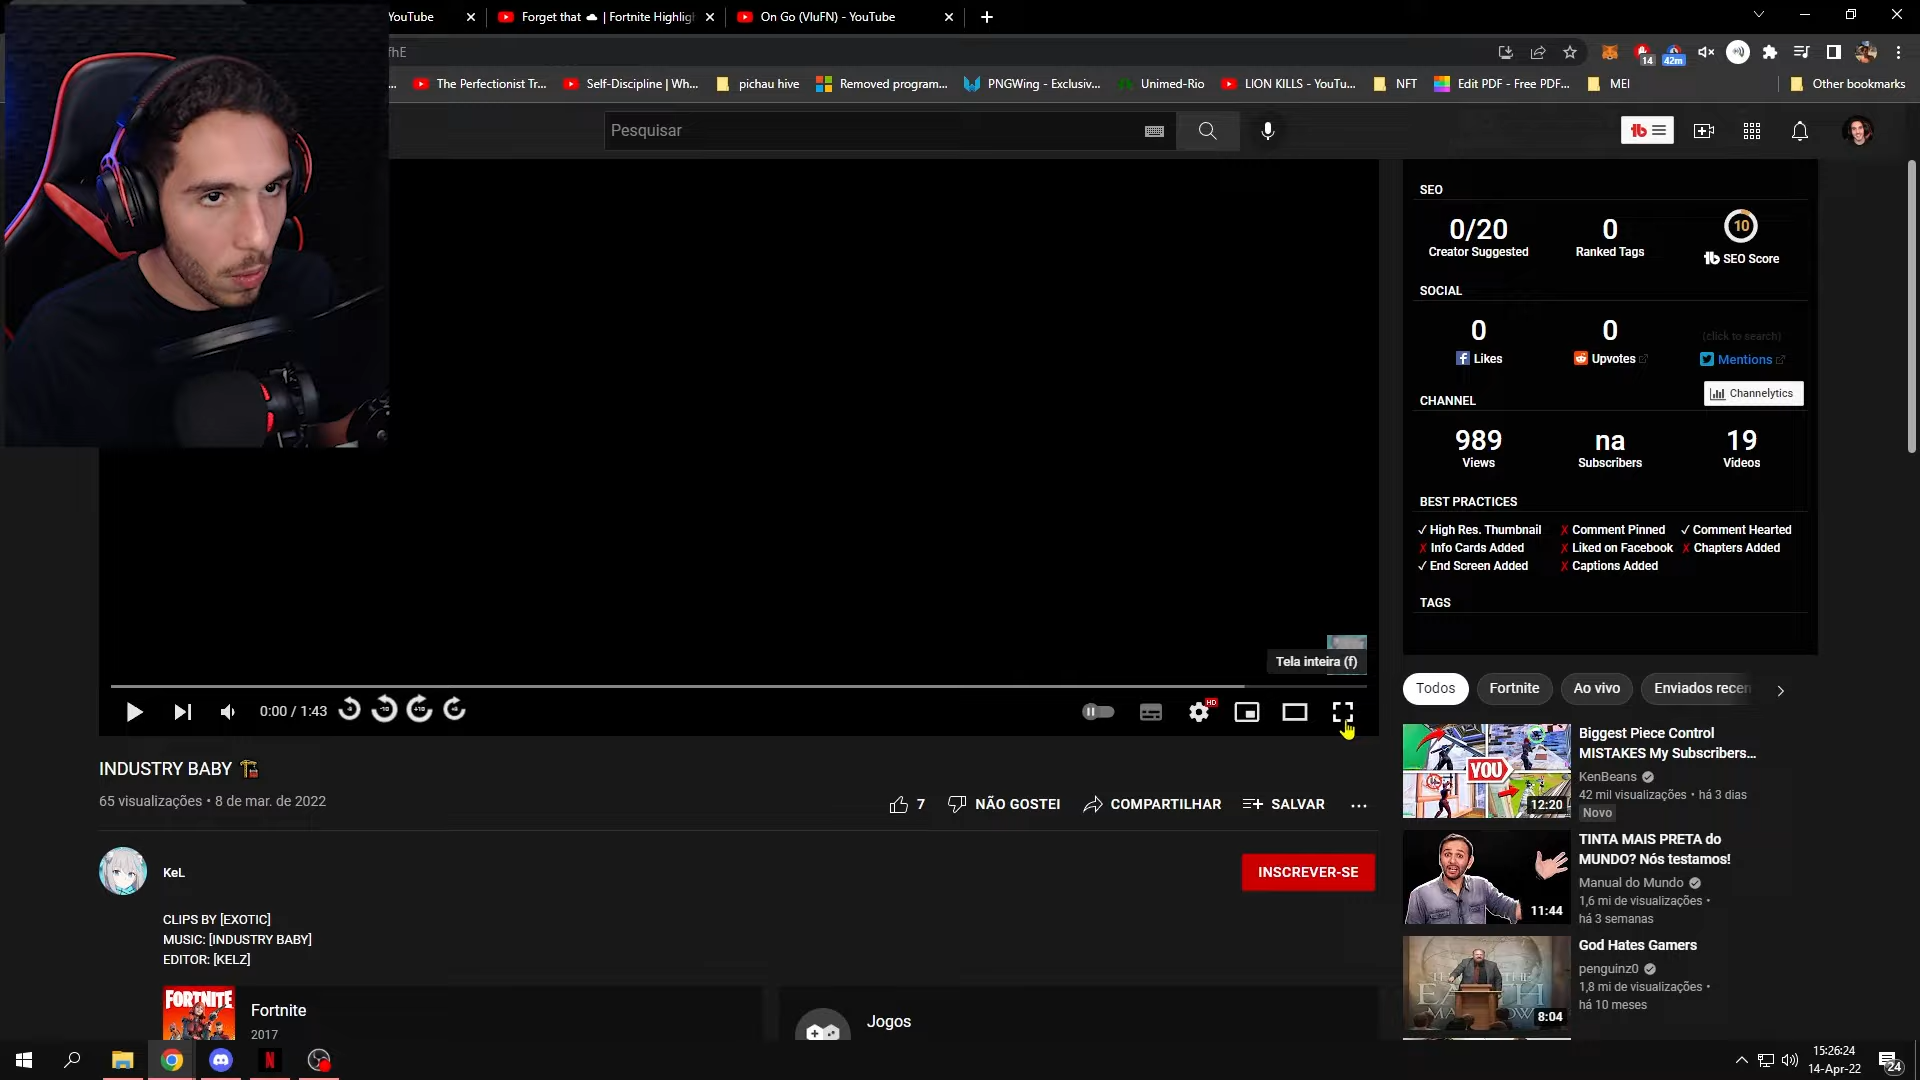 YouTube
Forget that ☁ | Fortnite Highlig
On Go (VluFN) - YouTube
fhE
14
42m
...
The Perfectionist Tr...
Self-Discipline | Wh...
pichau hive
Removed program...
PNGWing - Exclusiv...
Unimed-Rio
LION KILLS - YouTu...
NFT
Edit PDF - Free PDF...
MEI
Other bookmarks
Pesquisar
SEO
0/20
Creator Suggested
0
Ranked Tags
10
SEO Score
SOCIAL
0
Likes
0
Upvotes
(click to search)
Mentions
Channelytics
CHANNEL
989
Views
na
Subscribers
19
Videos
BEST PRACTICES
✓ High Res. Thumbnail
✗ Comment Pinned
✓ Comment Hearted
✗ Info Cards Added
✗ Liked on Facebook
✗ Chapters Added
✓ End Screen Added
✗ Captions Added
TAGS
Tela inteira (f)
0:00 / 1:43
HD
INDUSTRY BABY 🏗
65 visualizações • 8 de mar. de 2022
7
NÃO GOSTEI
COMPARTILHAR
SALVAR
...
KeL
INSCREVER-SE
CLIPS BY [EXOTIC]
MUSIC: [INDUSTRY BABY]
EDITOR: [KELZ]
FORTNITE
Fortnite
2017
Jogos
Todos
Fortnite
Ao vivo
Enviados recen
YOU
12:20
Biggest Piece Control
MISTAKES My Subscribers...
KenBeans
42 mil visualizações • há 3 dias
Novo
11:44
TINTA MAIS PRETA do
MUNDO? Nós testamos!
Manual do Mundo
1,6 mi de visualizações •
há 3 semanas
8:04
God Hates Gamers
penguinz0
1,8 mi de visualizações •
há 10 meses
15:26:24
14-Apr-22
24